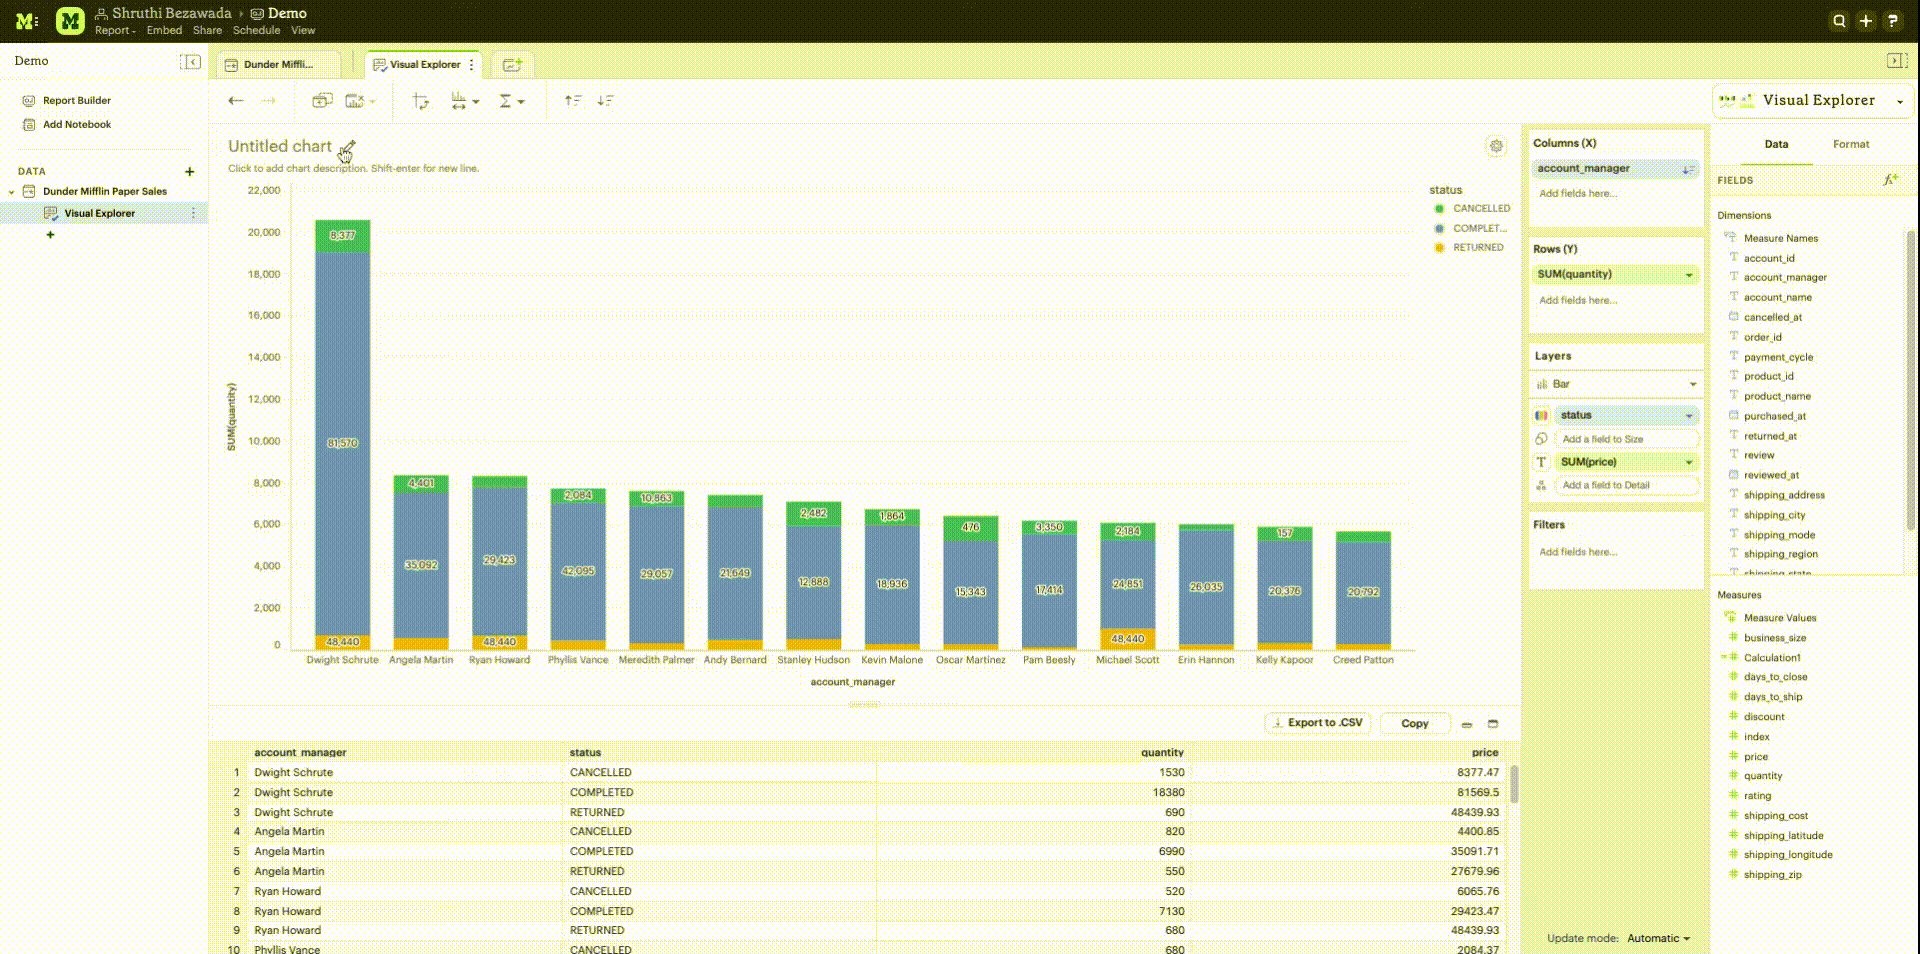 Shruthi Bezawada › Demo
Report Embed Share Schedule View
Demo
Report Builder
Add Notebook
DATA
Dunder Mifflin Paper Sales
Visual Explorer
Dunder Miffli...
Visual Explorer
Visual Explorer
Untitled chart
Click to add chart description. Shift-enter for new line.
22,000
20,000
18,000
16,000
14,000
12,000
10,000
8,000
6,000
4,000
2,000
0
SUM(quantity)
8,377
81,570
48,440
4,401
35,092
29,423
48,440
2,084
42,095
10,863
29,057
21,649
2,482
12,888
1,864
18,936
476
15,343
3,350
17,414
2,184
24,851
48,440
26,035
157
20,376
20,792
Dwight Schrute Angela Martin Ryan Howard Phyllis Vance Meredith Palmer Andy Bernard Stanley Hudson Kevin Malone Oscar Martinez Pam Beesly Michael Scott Erin Hannon Kelly Kapoor Creed Patton
account_manager
status
CANCELLED
COMPLET...
RETURNED
Export to .CSV
Copy
account_manager status quantity price
1 Dwight Schrute CANCELLED 1530 8377.47
2 Dwight Schrute COMPLETED 18380 81569.5
3 Dwight Schrute RETURNED 690 48439.93
4 Angela Martin CANCELLED 820 4400.85
5 Angela Martin COMPLETED 6990 35091.71
6 Angela Martin RETURNED 550 27679.96
7 Ryan Howard CANCELLED 520 6065.76
8 Ryan Howard COMPLETED 7130 29423.47
9 Ryan Howard RETURNED 680 48439.93
10 Phyllis Vance CANCELLED 680 2084.37
Columns (X)
account_manager
Add fields here...
Rows (Y)
SUM(quantity)
Add fields here...
Layers
Bar
status
Add a field to Size
SUM(price)
Add a field to Detail
Filters
Add fields here...
Update mode: Automatic
Data Format
FIELDS
Dimensions
Measure Names
account_id
account_manager
account_name
cancelled_at
order_id
payment_cycle
product_id
product_name
purchased_at
returned_at
review
reviewed_at
shipping_address
shipping_city
shipping_mode
shipping_region
shipping_state
Measures
Measure Values
business_size
Calculation1
days_to_close
days_to_ship
discount
index
price
quantity
rating
shipping_cost
shipping_latitude
shipping_longitude
shipping_zip